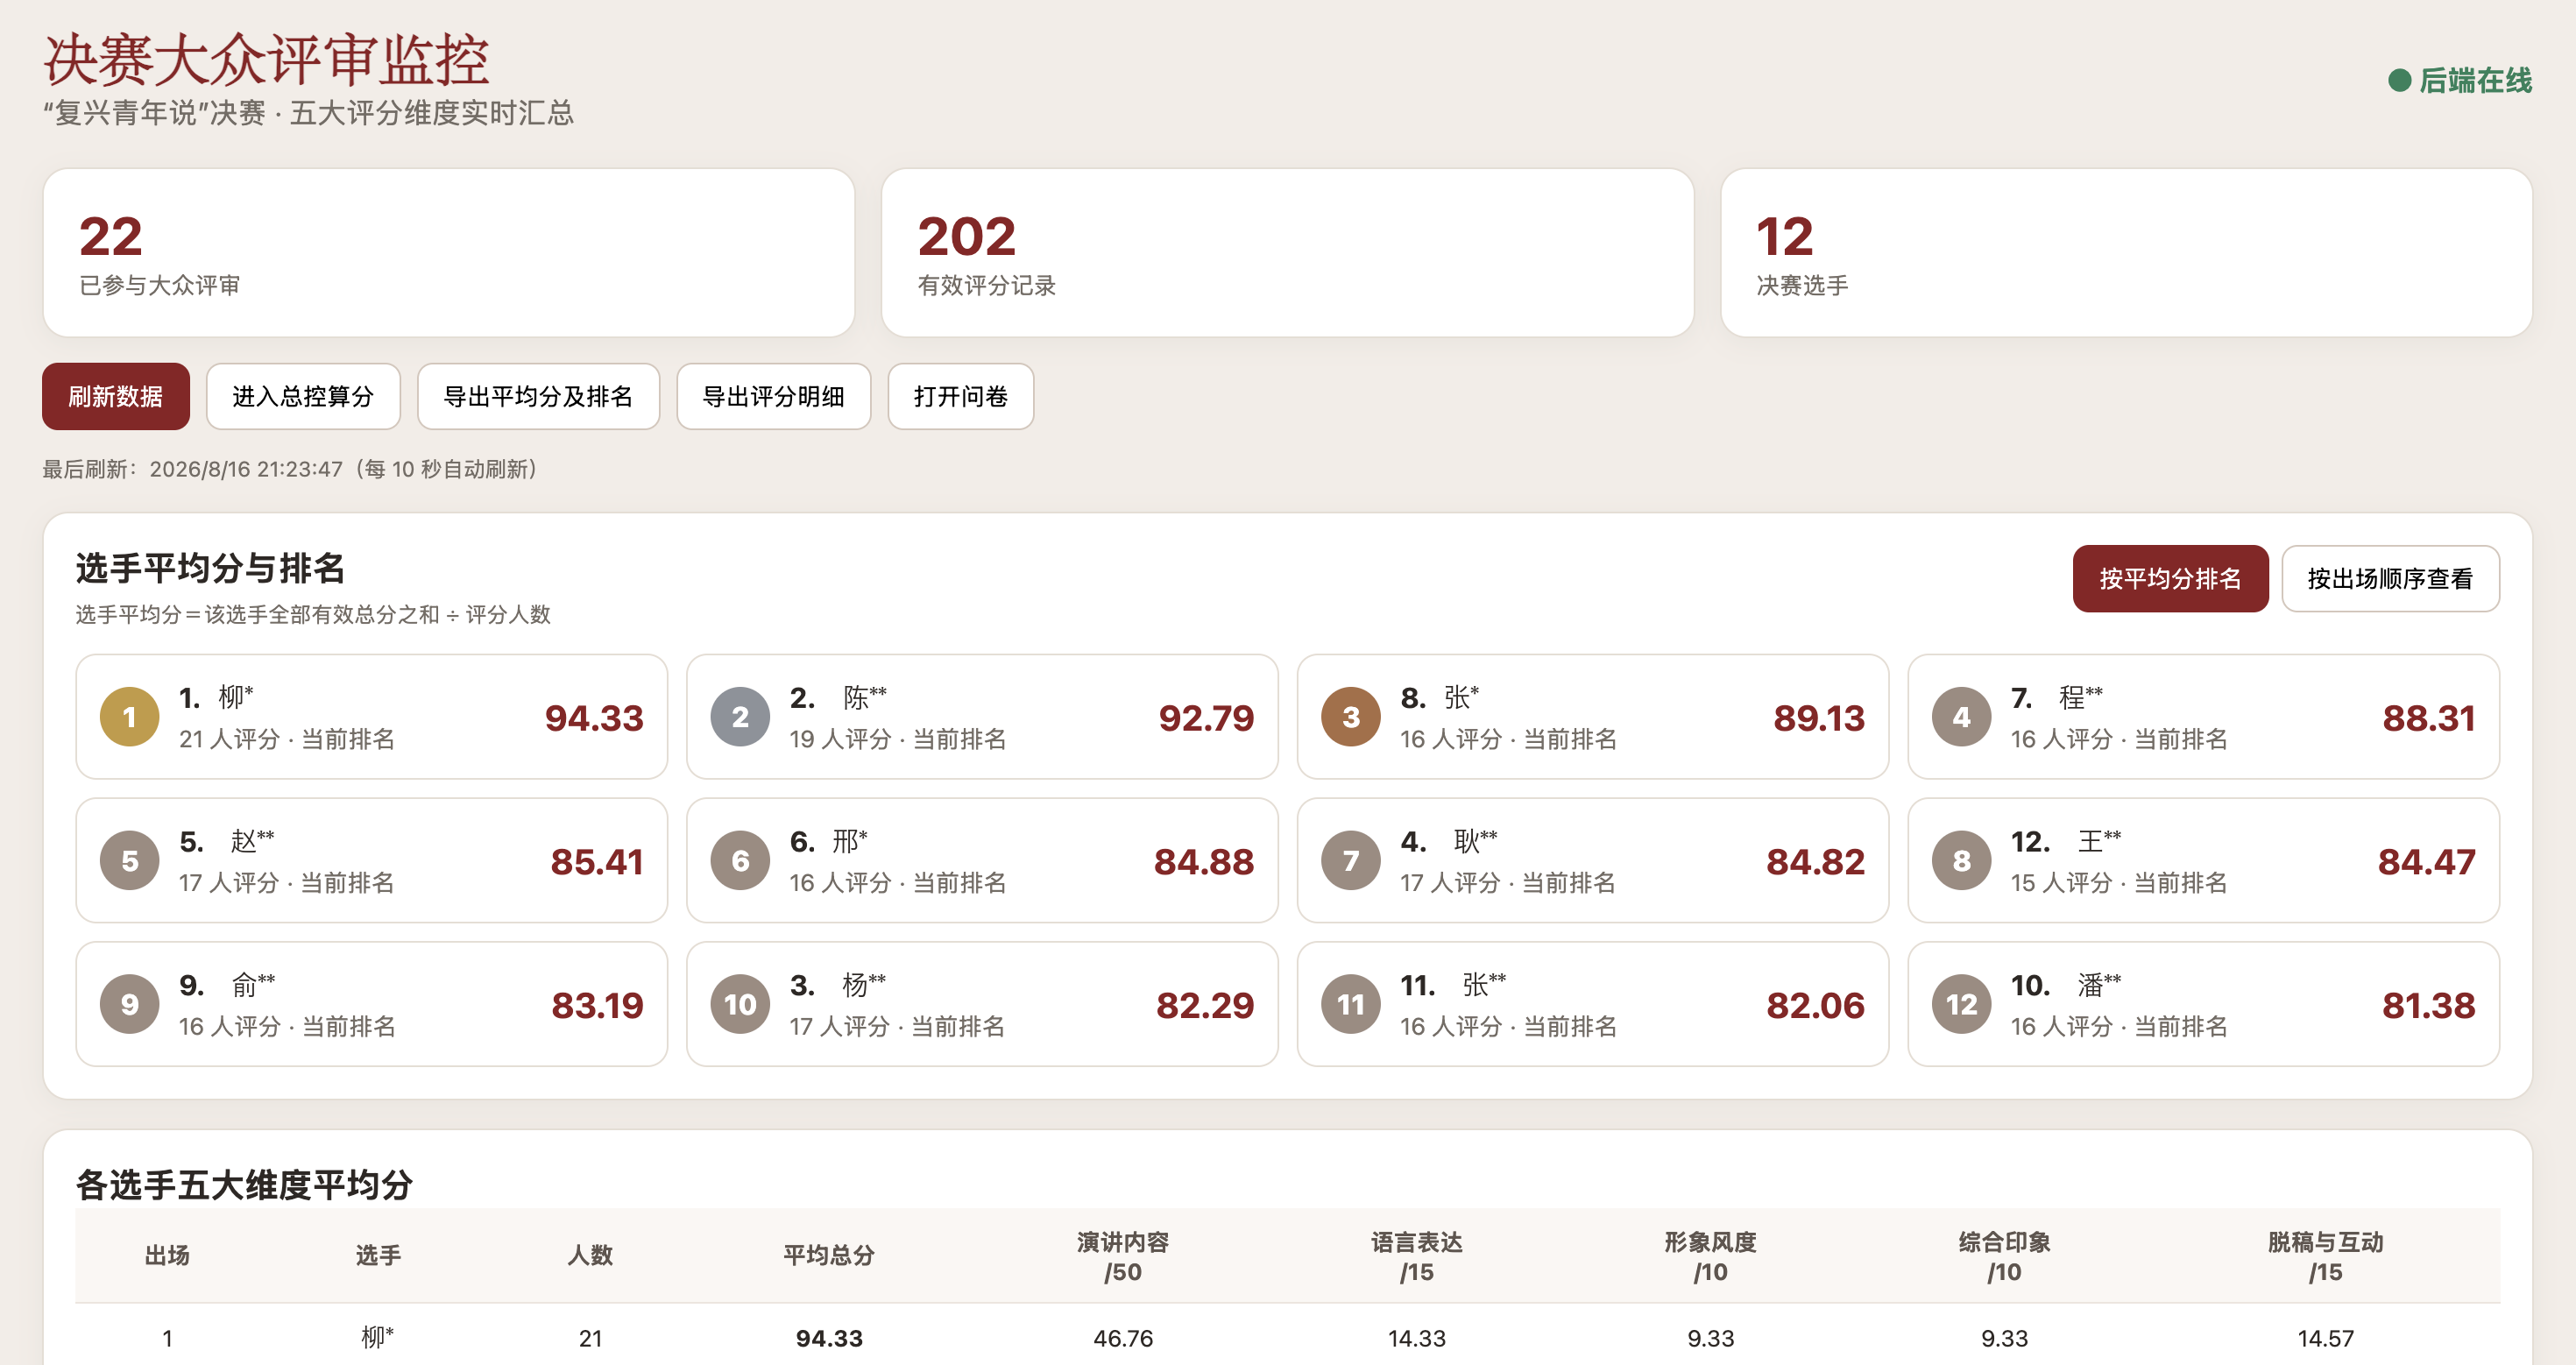 决赛大众评审监控
“复兴青年说”决赛 · 五大评分维度实时汇总
后端在线
22
已参与大众评审
202
有效评分记录
12
决赛选手
刷新数据 进入总控算分 导出平均分及排名 导出评分明细 打开问卷
最后刷新：2026/8/16 21:23:47（每 10 秒自动刷新）
选手平均分与排名
选手平均分＝该选手全部有效总分之和 ÷ 评分人数
按平均分排名 按出场顺序查看
1 1. 柳* 94.33
21 人评分 · 当前排名
2 2. 陈** 92.79
19 人评分 · 当前排名
3 8. 张* 89.13
16 人评分 · 当前排名
4 7. 程** 88.31
16 人评分 · 当前排名
5 5. 赵** 85.41
17 人评分 · 当前排名
6 6. 邢* 84.88
16 人评分 · 当前排名
7 4. 耿** 84.82
17 人评分 · 当前排名
8 12. 王** 84.47
15 人评分 · 当前排名
9 9. 俞** 83.19
16 人评分 · 当前排名
10 3. 杨** 82.29
17 人评分 · 当前排名
11 11. 张** 82.06
16 人评分 · 当前排名
12 10. 潘** 81.38
16 人评分 · 当前排名
各选手五大维度平均分
出场 选手 人数 平均总分 演讲内容 /50 语言表达 /15 形象风度 /10 综合印象 /10 脱稿与互动 /15
1 柳* 21 94.33 46.76 14.33 9.33 9.33 14.57